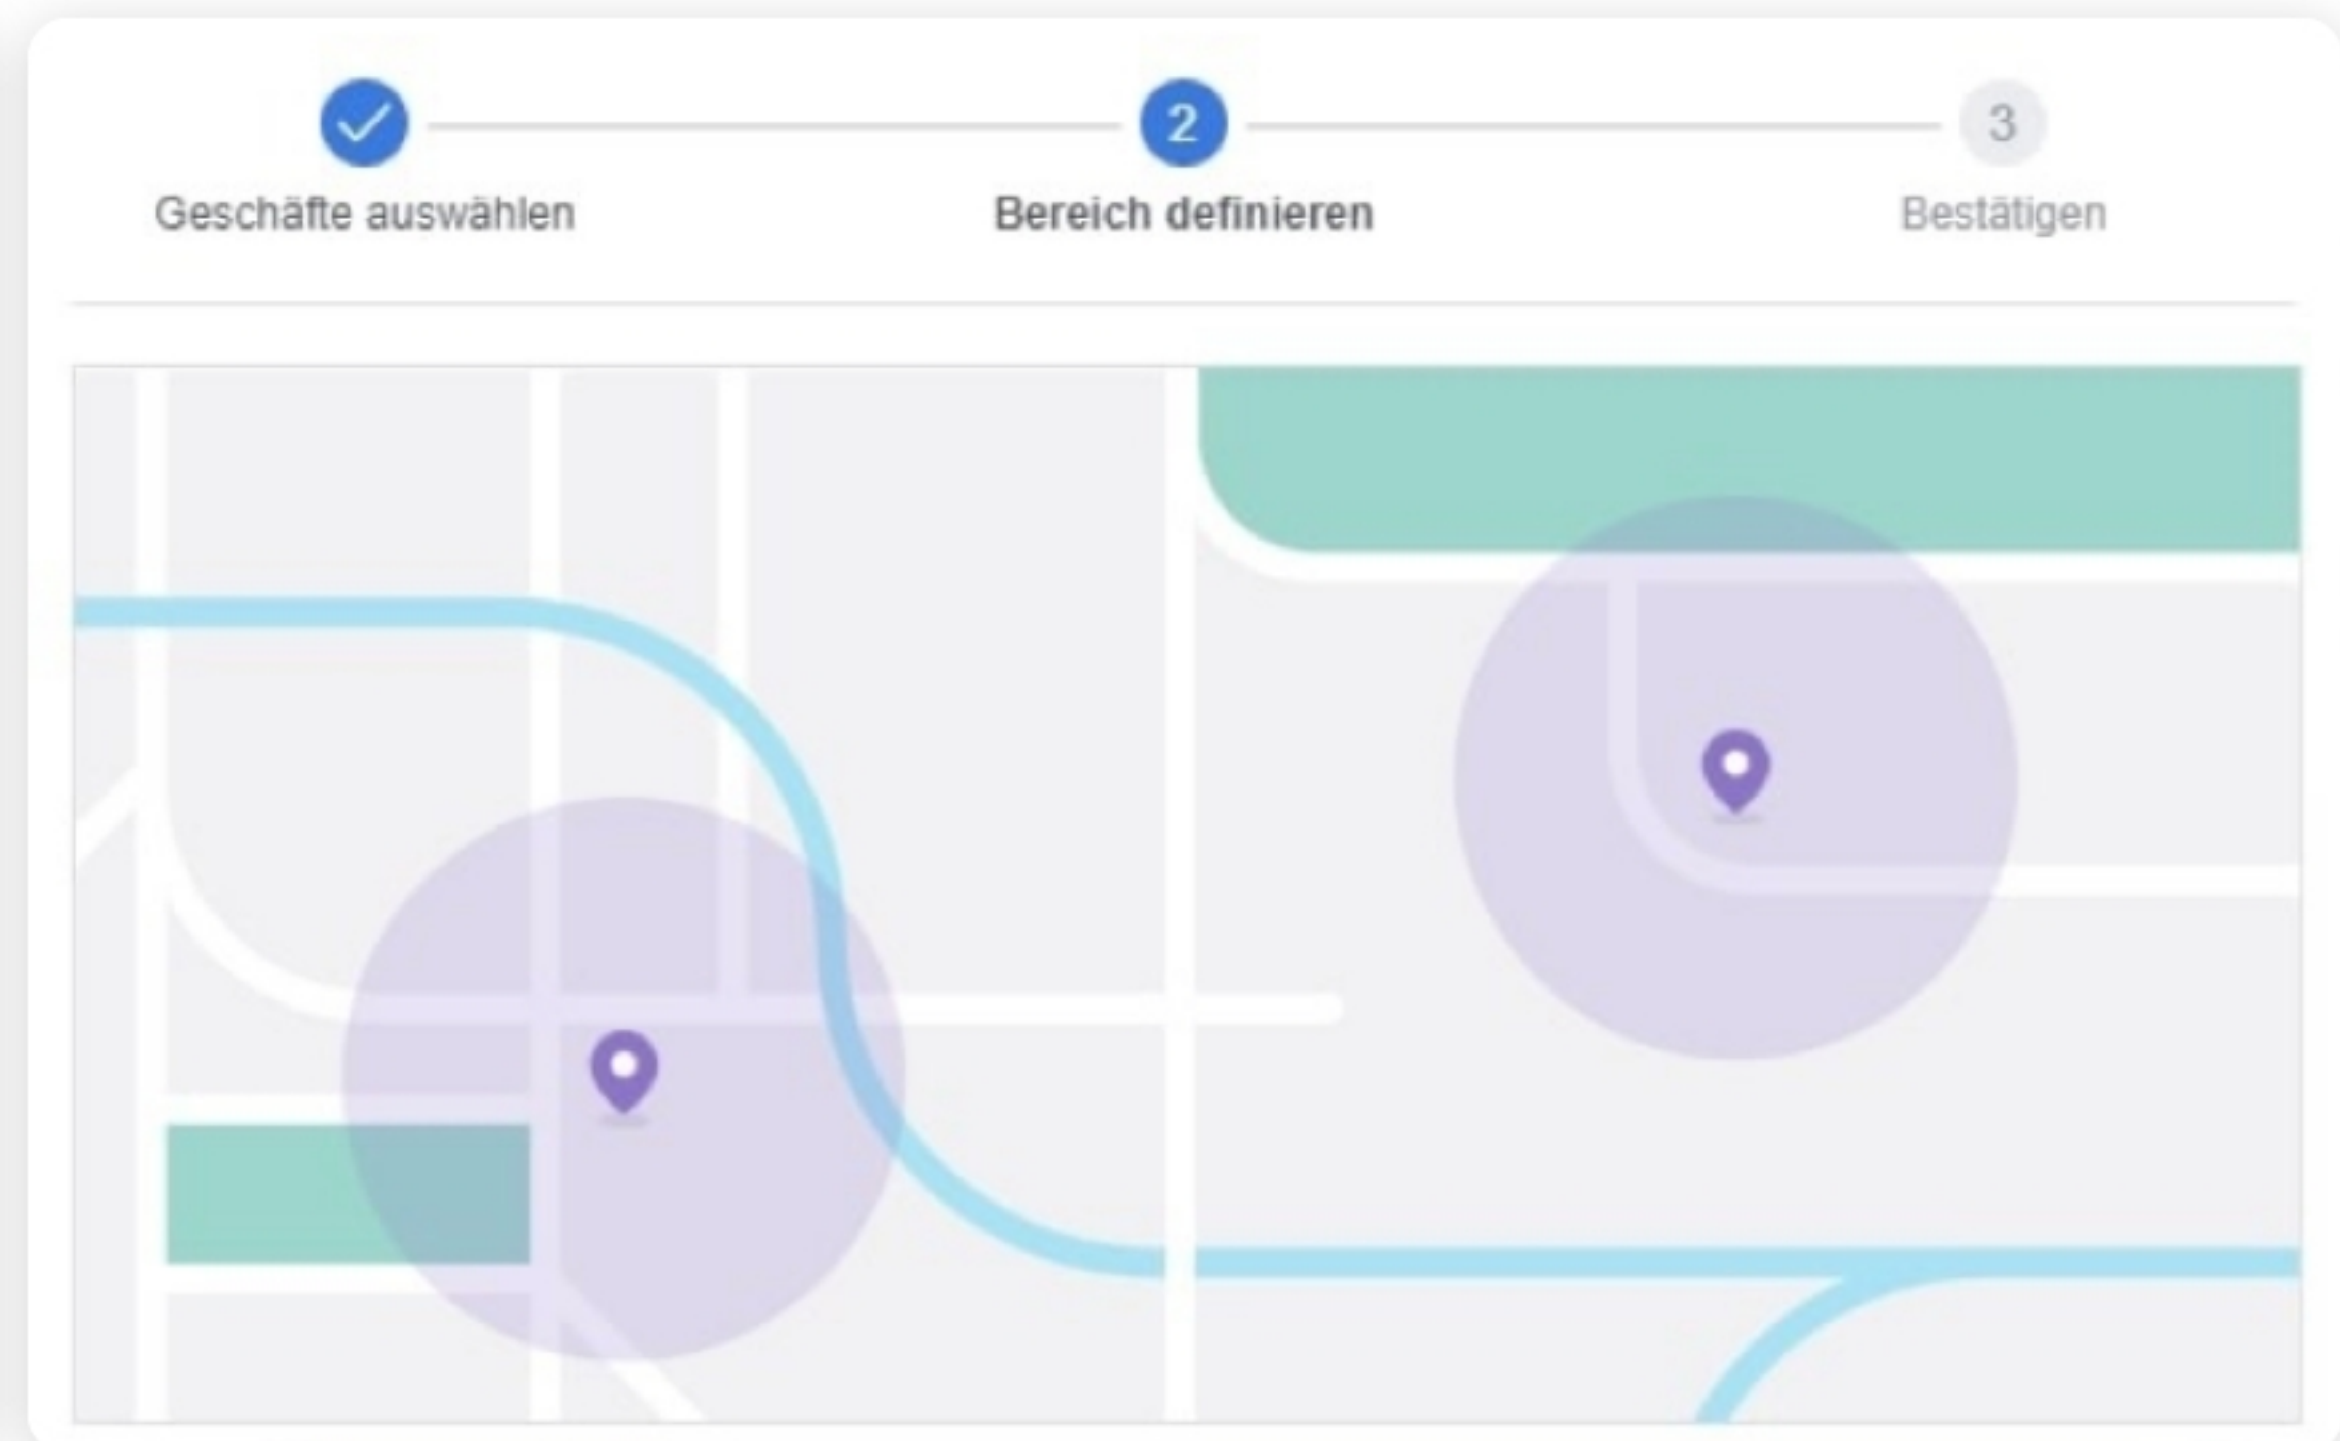 2
3
Geschäfte auswählen
Bereich definieren
Bestätigen